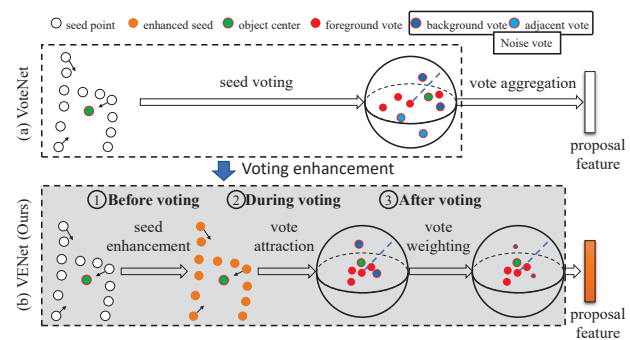 seed point enhanced seed object center foreground vote background vote adjacent vote
Noise vote
(a) VoteNet
seed voting
vote aggregation
proposal
feature
Voting enhancement
(b) VENet (Ours)
1 Before voting
2 During voting
3 After voting
seed
enhancement
vote
attraction
vote
weighting
proposal
feature